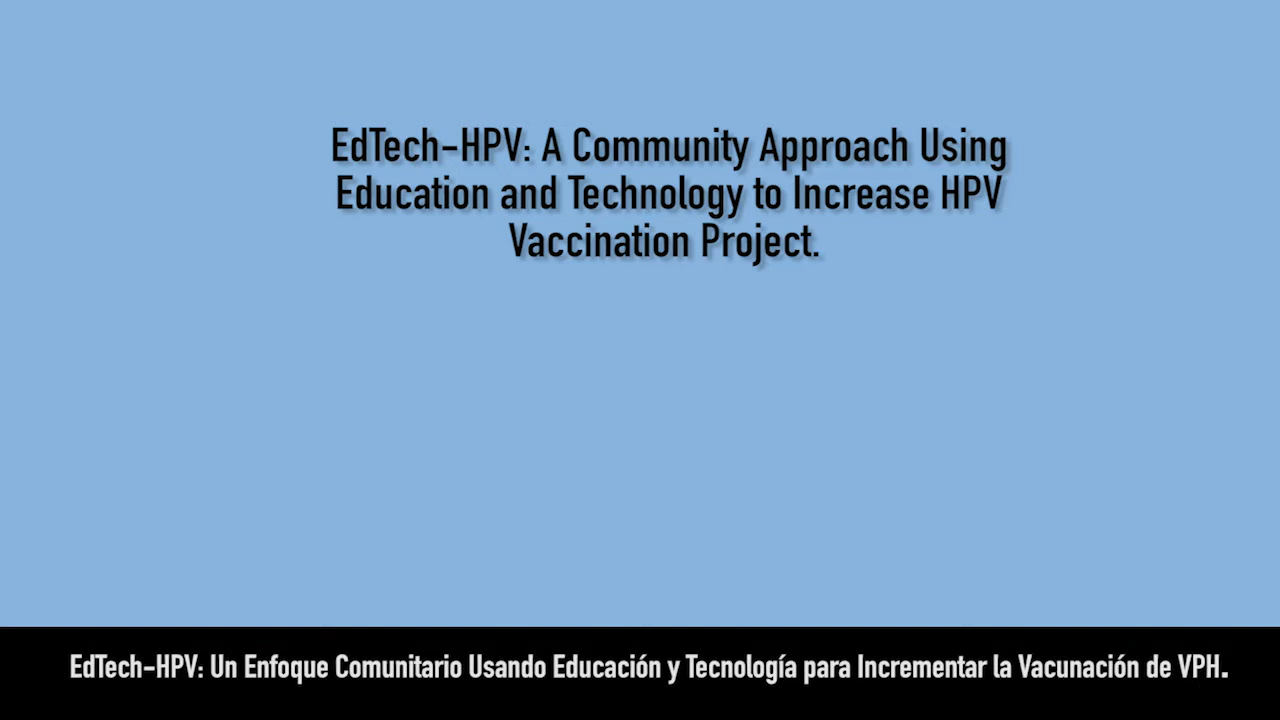 EdTech-HPV: A Community Approach Using
Education and Technology to Increase HPV
Vaccination Project.
EdTech-HPV: Un Enfoque Comunitario Usando Educación y Tecnología para Incrementar la Vacunación de VPH.